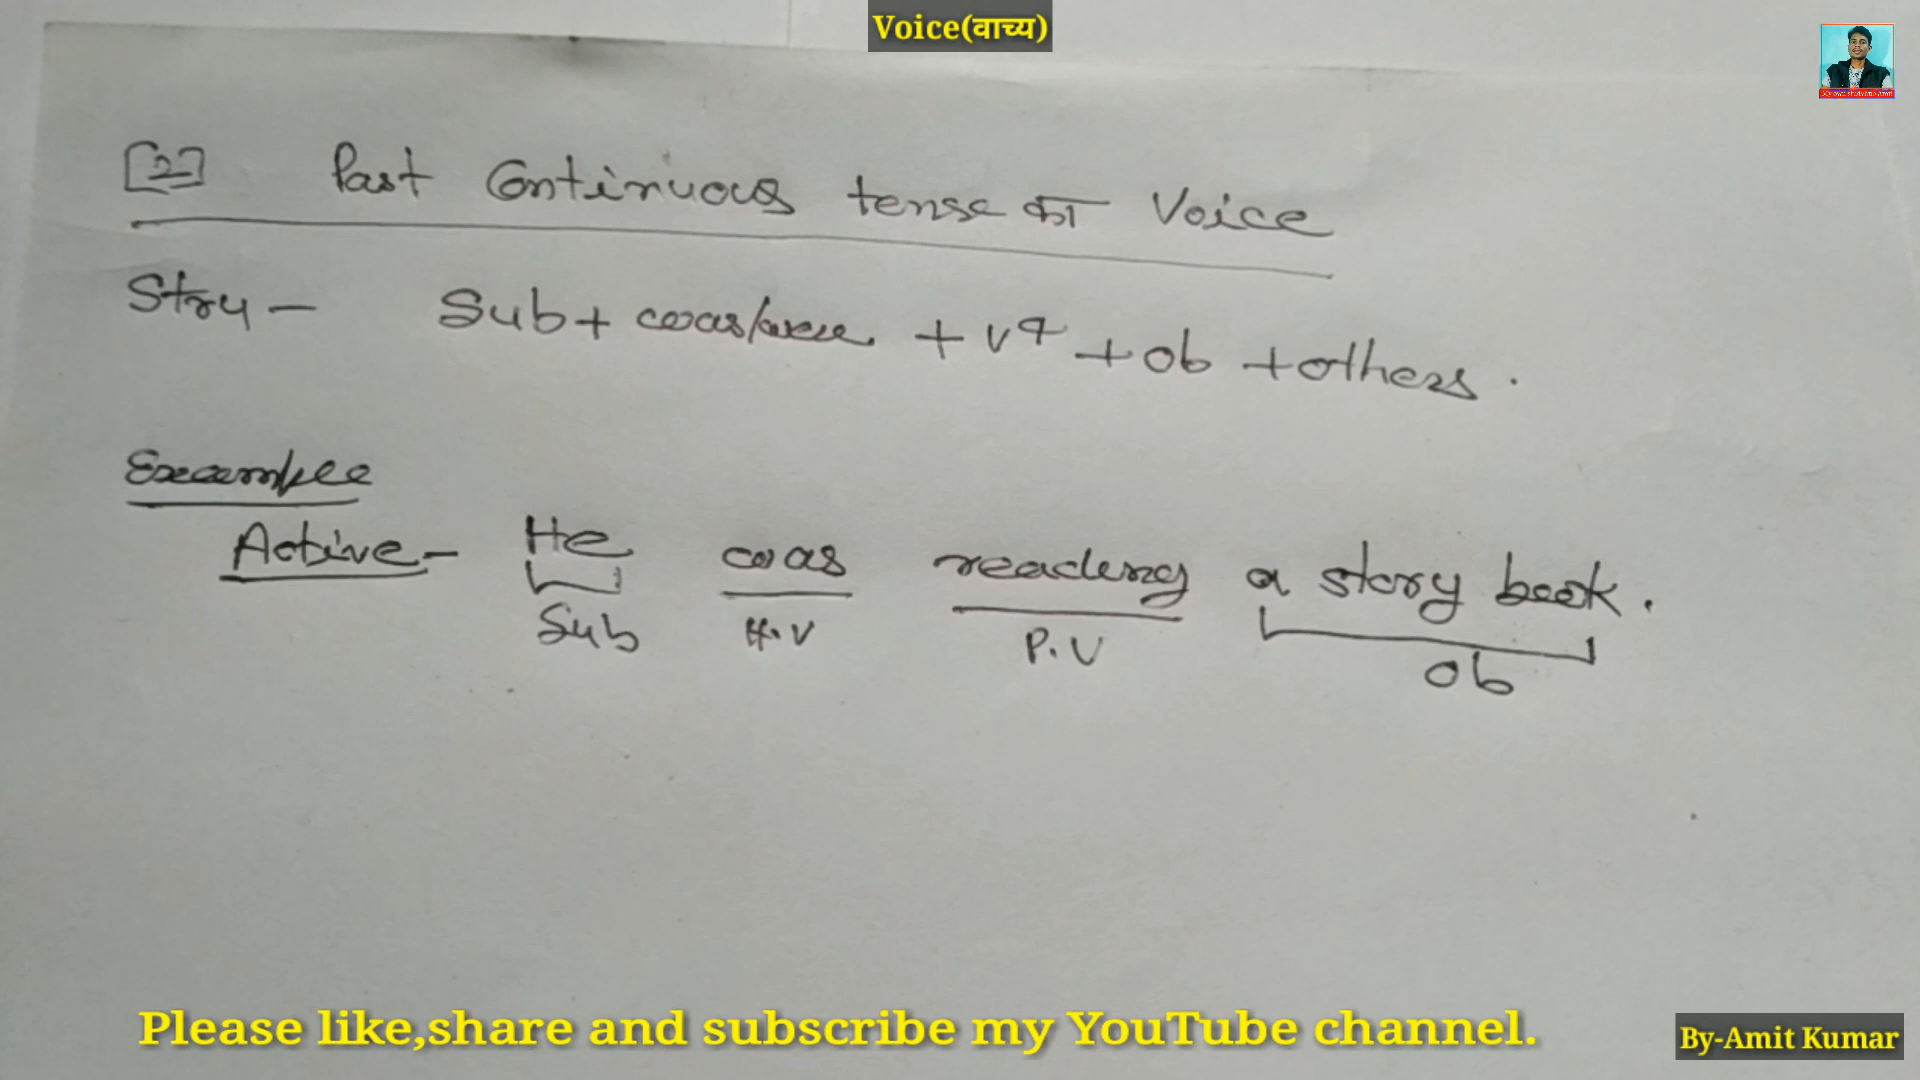 Voice(वाच्य)
[2] Past Continuous tense का Voice
Stru - Sub + was/were + v4 + ob + others.
Example
Active - He was reading a story book.
Sub H.V P.V Ob
Please like,share and subscribe my YouTube channel.
By-Amit Kumar